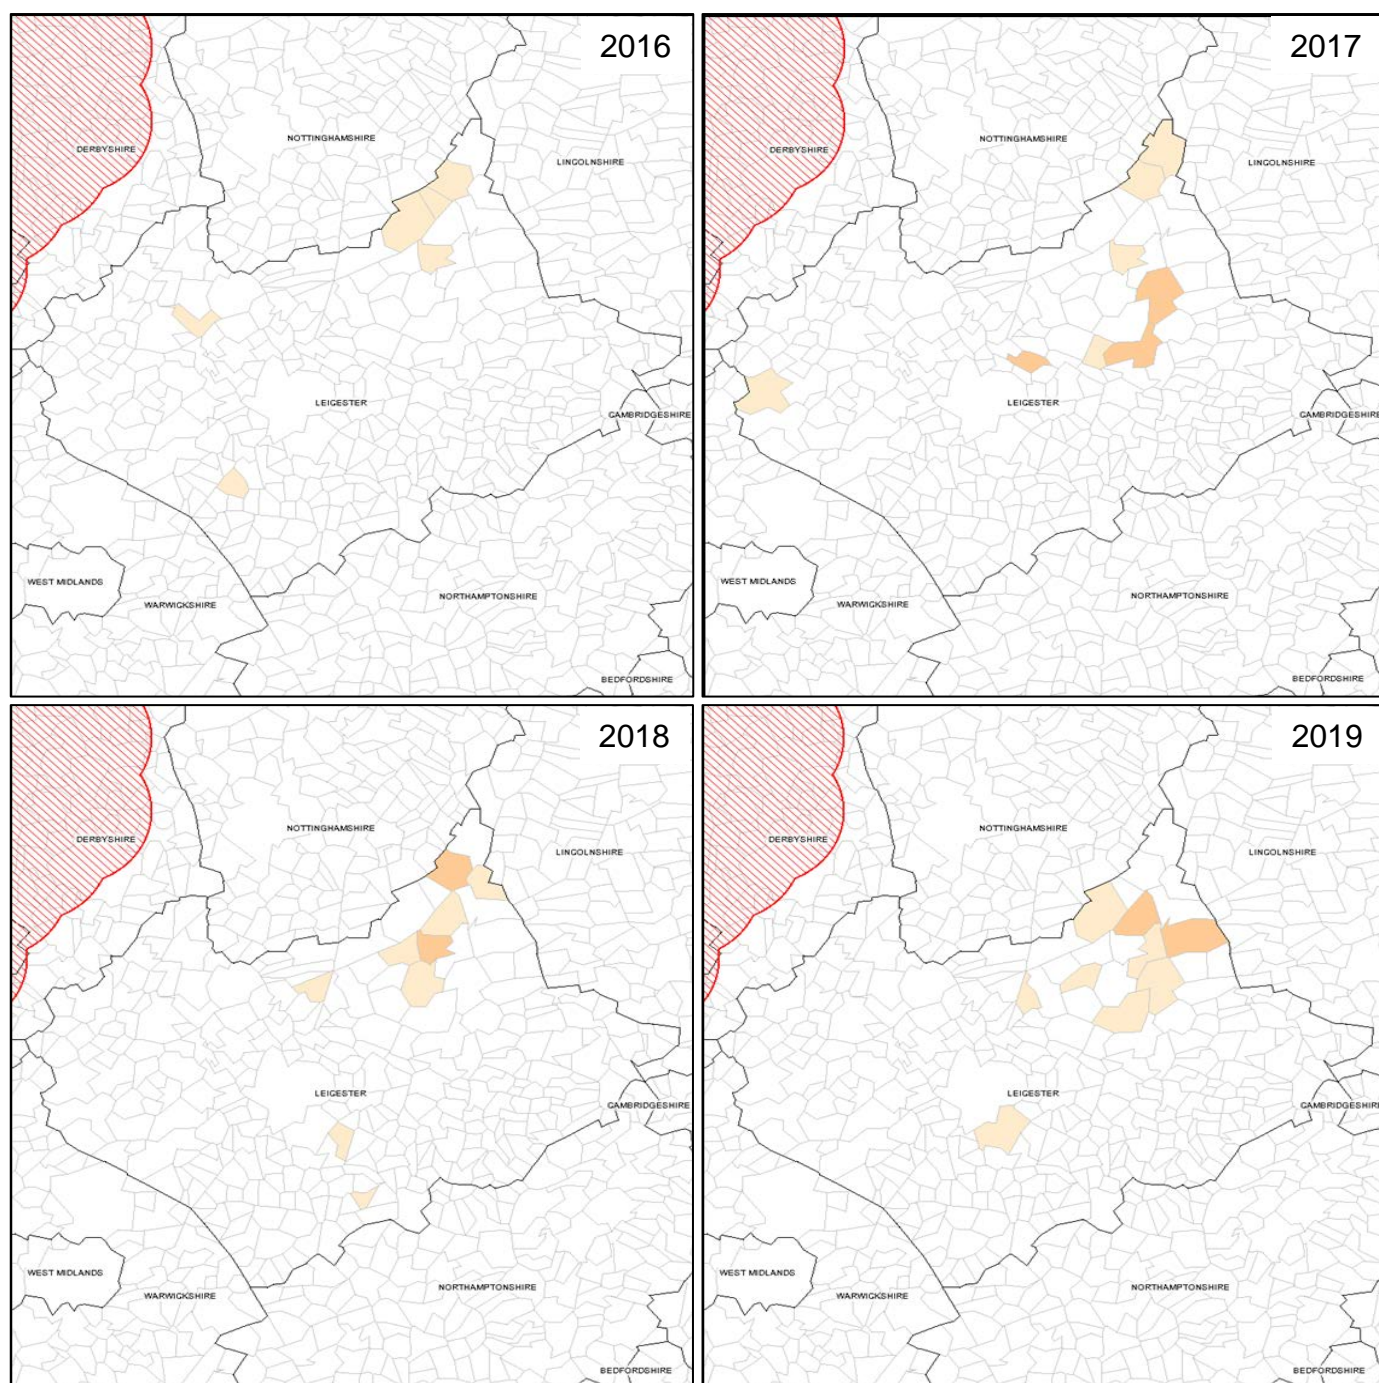 2016
NOTTINGHAMSHIRE
DERBYSHIRE
LINCOLNSHIRE
LEICESTER
CAMBRIDGESHIRE
WEST MIDLANDS
NORTHAMPTONSHIRE
WARWICKSHIRE
BEDFORDSHIRE
2017
NOTTINGHAMSHIRE
DERBYSHIRE
LINCOLNSHIRE
LEICESTER
CAMBRIDGESHIRE
WEST MIDLANDS
NORTHAMPTONSHIRE
WARWICKSHIRE
BEDFORDSHIRE
2018
NOTTINGHAMSHIRE
DERBYSHIRE
LINCOLNSHIRE
LEICESTER
CAMBRIDGESHIRE
WEST MIDLANDS
NORTHAMPTONSHIRE
WARWICKSHIRE
BEDFORDSHIRE
2019
NOTTINGHAMSHIRE
DERBYSHIRE
LINCOLNSHIRE
LEICESTER
CAMBRIDGESHIRE
WEST MIDLANDS
NORTHAMPTONSHIRE
WARWICKSHIRE
BEDFORDSHIRE